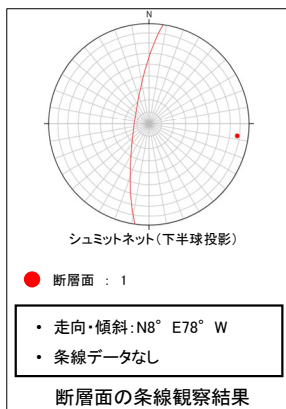 N
シュミットネット(下半球投影)
断層面 : 1
• 走向・傾斜:N8° E78° W
• 条線データなし
断層面の条線観察結果